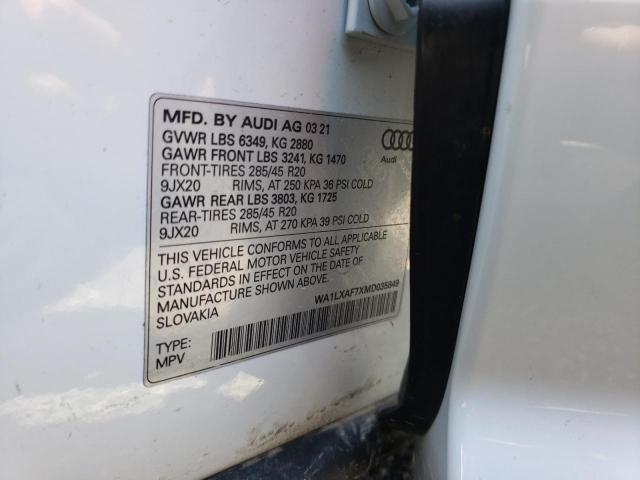 MFD. BY AUDI AG 03 21
GVWR LBS 6349, KG 2880
GAWR FRONT LBS 3241, KG 1470
FRONT-TIRES 285/45 R20
9JX20 RIMS, AT 250 KPA 36 PSI COLD
GAWR REAR LBS 3803, KG 1725
REAR-TIRES 285/45 R20
9JX20 RIMS, AT 270 KPA 39 PSI COLD
Audi
THIS VEHICLE CONFORMS TO ALL APPLICABLE
U.S. FEDERAL MOTOR VEHICLE SAFETY
STANDARDS IN EFFECT ON THE DATE OF
MANUFACTURE SHOWN ABOVE.
SLOVAKIA
WA1LXAF7XMD035849
TYPE:
MPV